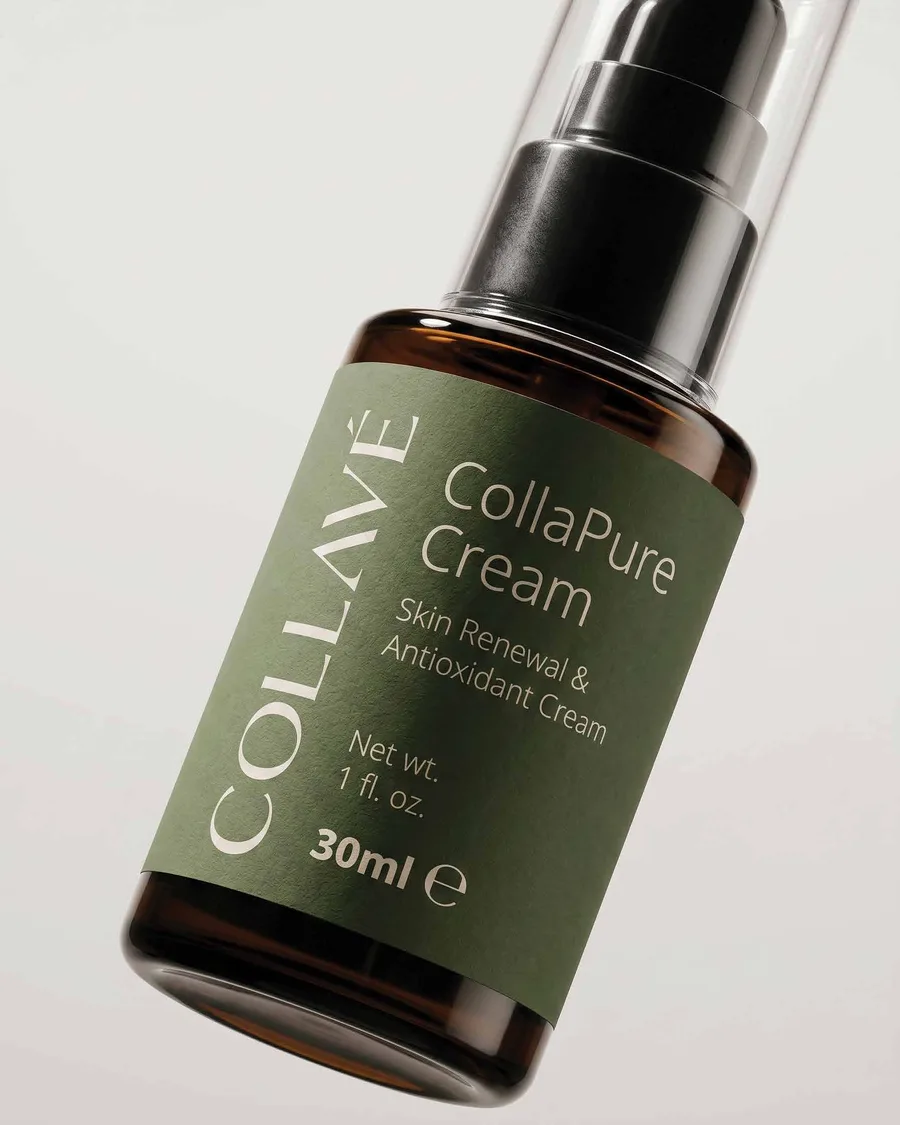 COLLAVÉ
CollaPure
Cream
Skin Renewal &
Antioxidant Cream
Net wt.
1 fl. oz.
30ml ℮